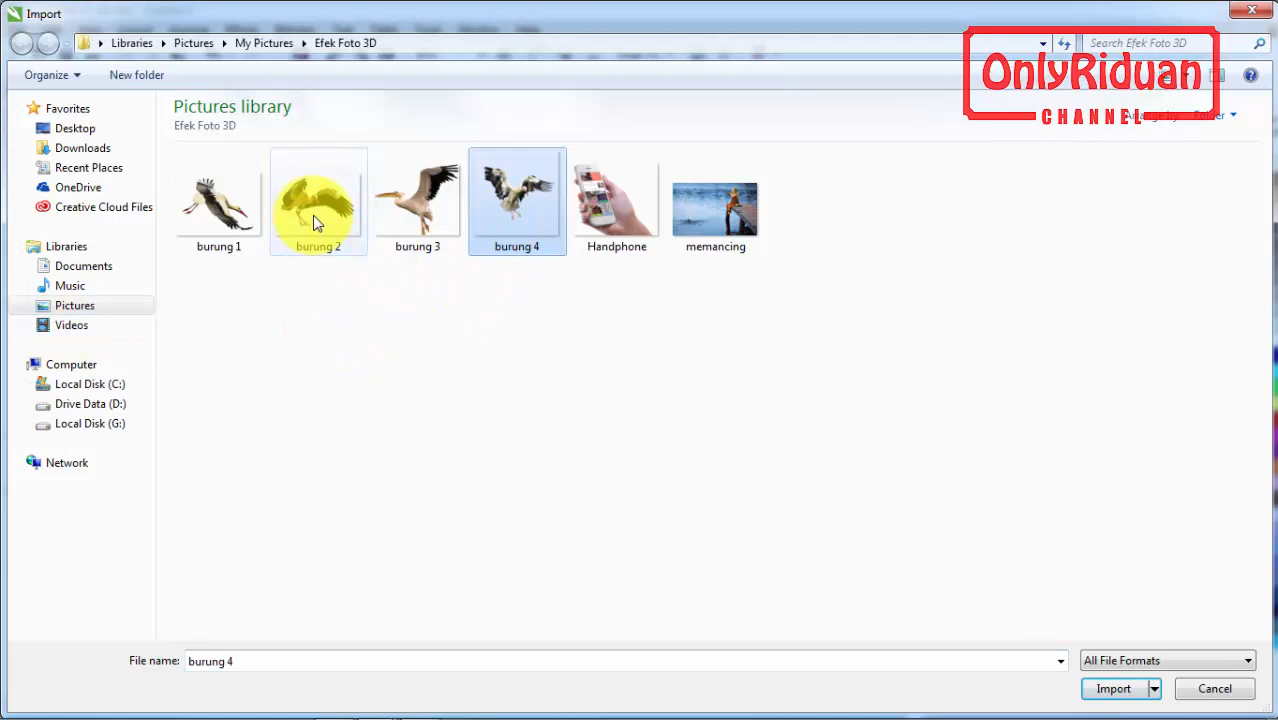 Import
Libraries
Pictures
My Pictures
Efek Foto 3D
Search Efek Foto 3D
OnlyRiduan
CHANNEL
Organize
New folder
Pictures library
Efek Foto 3D
Arrange by: Folder
Favorites
Desktop
Downloads
Recent Places
OneDrive
Creative Cloud Files
Libraries
Documents
Music
Pictures
Videos
Computer
Local Disk (C:)
Drive Data (D:)
Local Disk (G:)
Network
burung 1
burung 2
burung 3
burung 4
Handphone
memancing
File name: burung 4
All File Formats
Import
Cancel